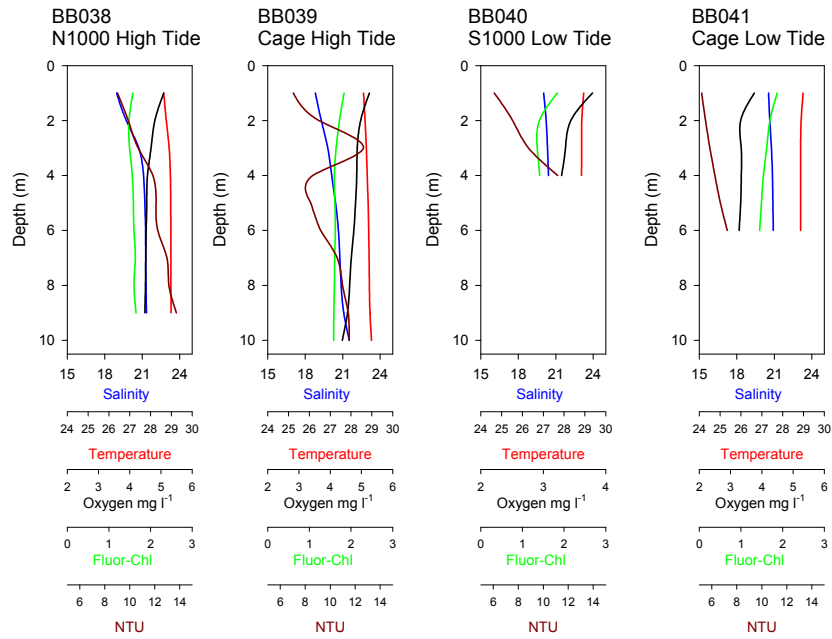 BB038
N1000 High Tide
0
2
4
6
8
10
Depth (m)
15 18 21 24
Salinity
24 25 26 27 28 29 30
Temperature
2 3 4 5 6
Oxygen mg l⁻¹
0 1 2 3
Fluor-Chl
6 8 10 12 14
NTU
BB039
Cage High Tide
0
2
4
6
8
10
Depth (m)
15 18 21 24
Salinity
24 25 26 27 28 29 30
Temperature
2 3 4 5 6
Oxygen mg l⁻¹
0 1 2 3
Fluor-Chl
6 8 10 12 14
NTU
BB040
S1000 Low Tide
0
2
4
6
8
10
Depth (m)
15 18 21 24
Salinity
24 25 26 27 28 29 30
Temperature
2 3 4
Oxygen mg l⁻¹
0 1 2 3
Fluor-Chl
6 8 10 12 14
NTU
BB041
Cage Low Tide
0
2
4
6
8
10
Depth (m)
15 18 21 24
Salinity
24 25 26 27 28 29 30
Temperature
2 3 4 5 6
Oxygen mg l⁻¹
0 1 2 3
Fluor-Chl
6 8 10 12 14
NTU